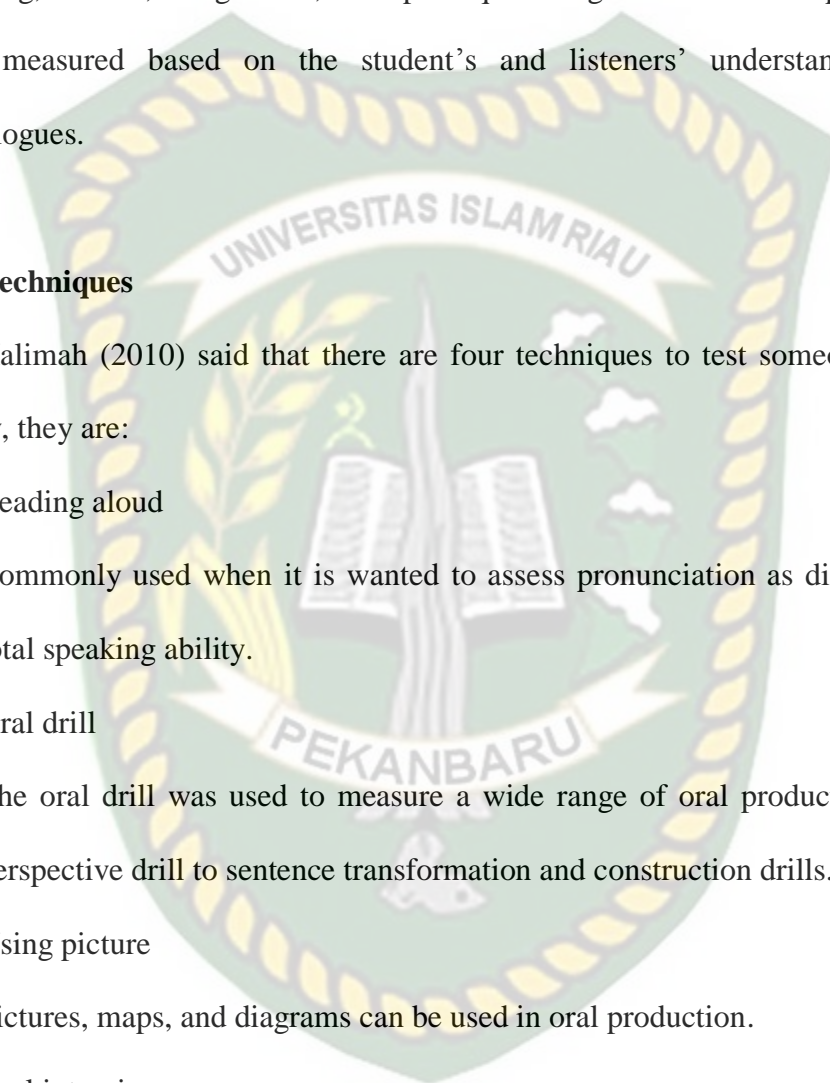 measured based on the student’s and listeners’ understan
logues.
UNIVERSITAS ISLAM RIAU
echniques
alimah (2010) said that there are four techniques to test someo
, they are:
eading aloud
ommonly used when it is wanted to assess pronunciation as di
otal speaking ability.
ral drill
PEKANBARU
he oral drill was used to measure a wide range of oral produc
erspective drill to sentence transformation and construction drills.
sing picture
ictures, maps, and diagrams can be used in oral production.